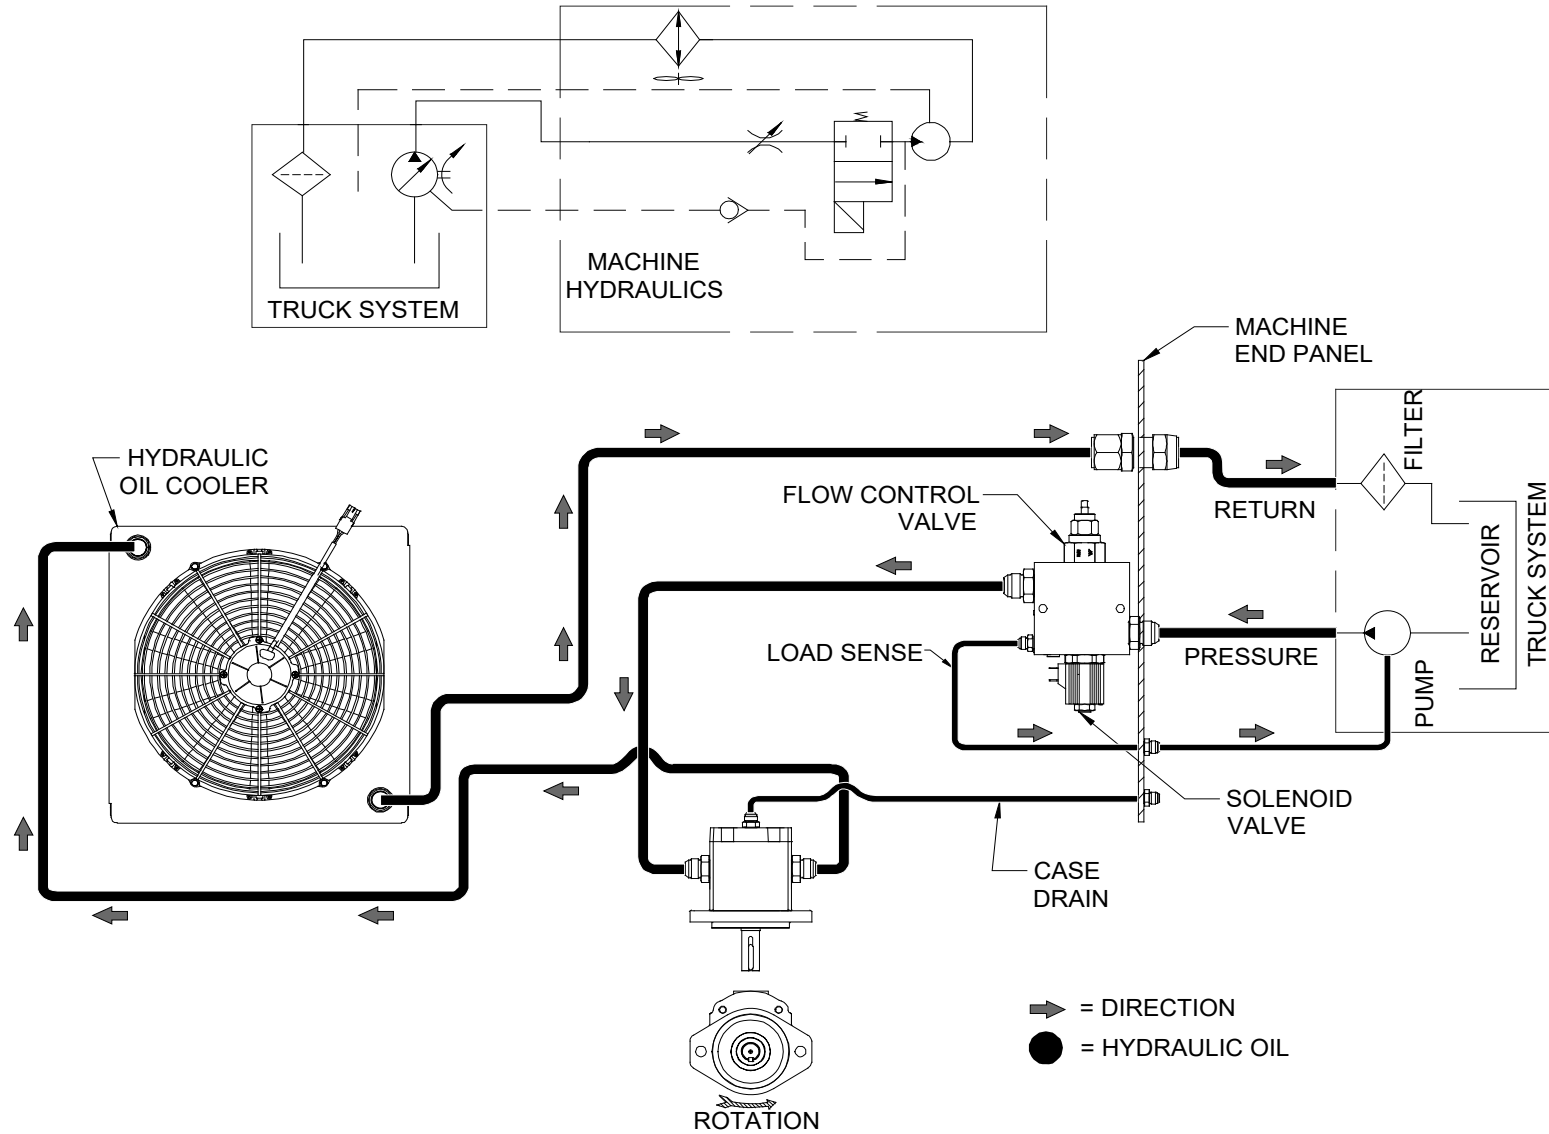 MACHINE
HYDRAULICS
TRUCK SYSTEM
MACHINE
END PANEL
HYDRAULIC
OIL COOLER
FLOW CONTROL
VALVE
FILTER
RETURN
RESERVOIR
TRUCK SYSTEM
LOAD SENSE
PRESSURE
PUMP
SOLENOID
VALVE
CASE
DRAIN
= DIRECTION
= HYDRAULIC OIL
ROTATION